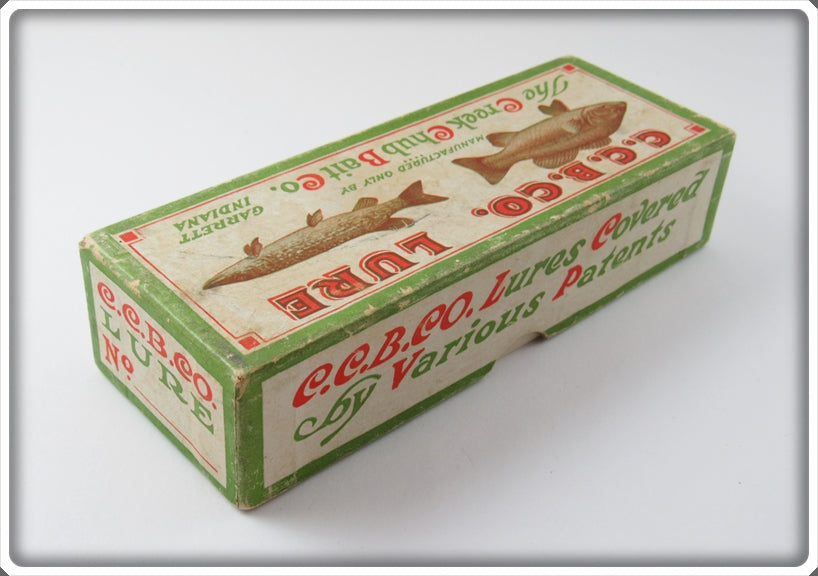 C.C.B.CO. LURE
MANUFACTURED ONLY BY
The Creek Chub Bait Co.
GARRETT
INDIANA
C.C.B.CO. Lures Covered
by Various Patents
C.C.B.CO.
LURE
No.